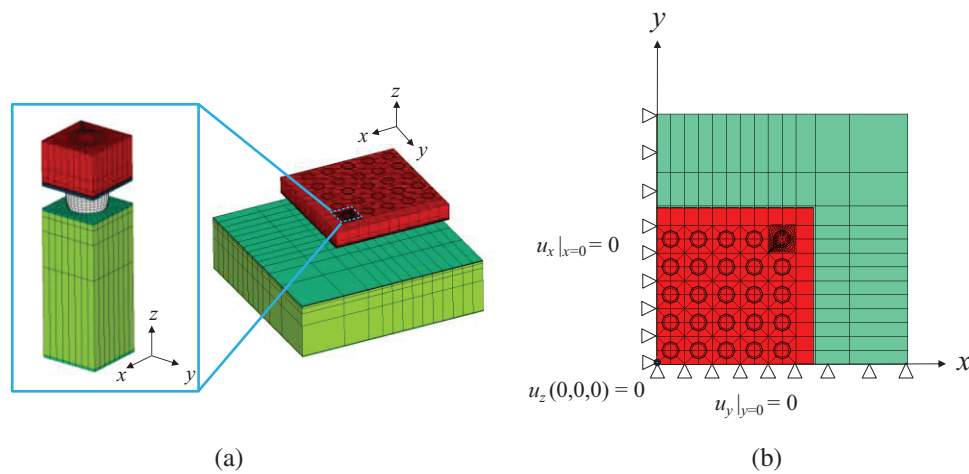 y
z
x
y
z
x
y
u_x|_{x=0} = 0
x
u_z(0,0,0) = 0
u_y|_{y=0} = 0
(a)
(b)